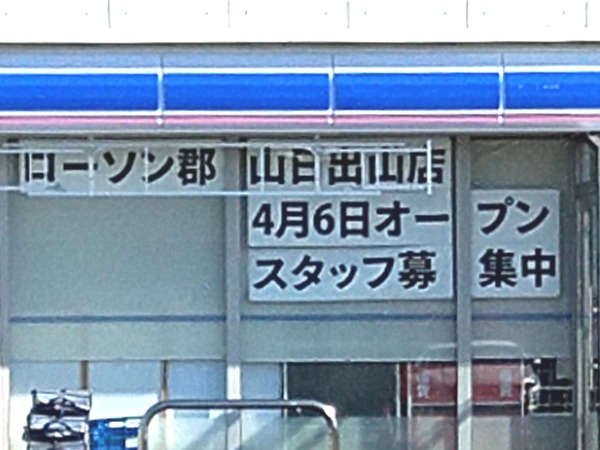 ローソン郡山日出山店
4月6日オープン
スタッフ募集中